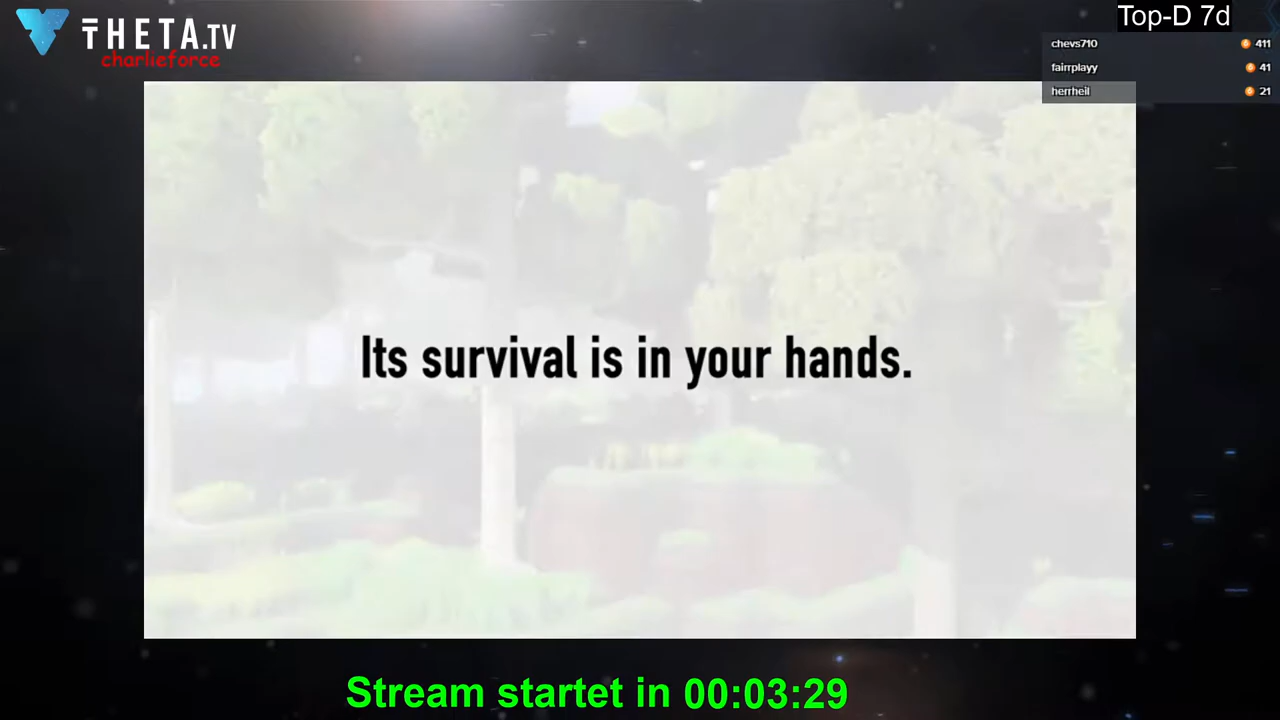 THETA.TV
charlieforce
Top-D 7d
chevs710 411
fairrplayy 41
herrheil 21
Its survival is in your hands.
Stream startet in 00:03:29